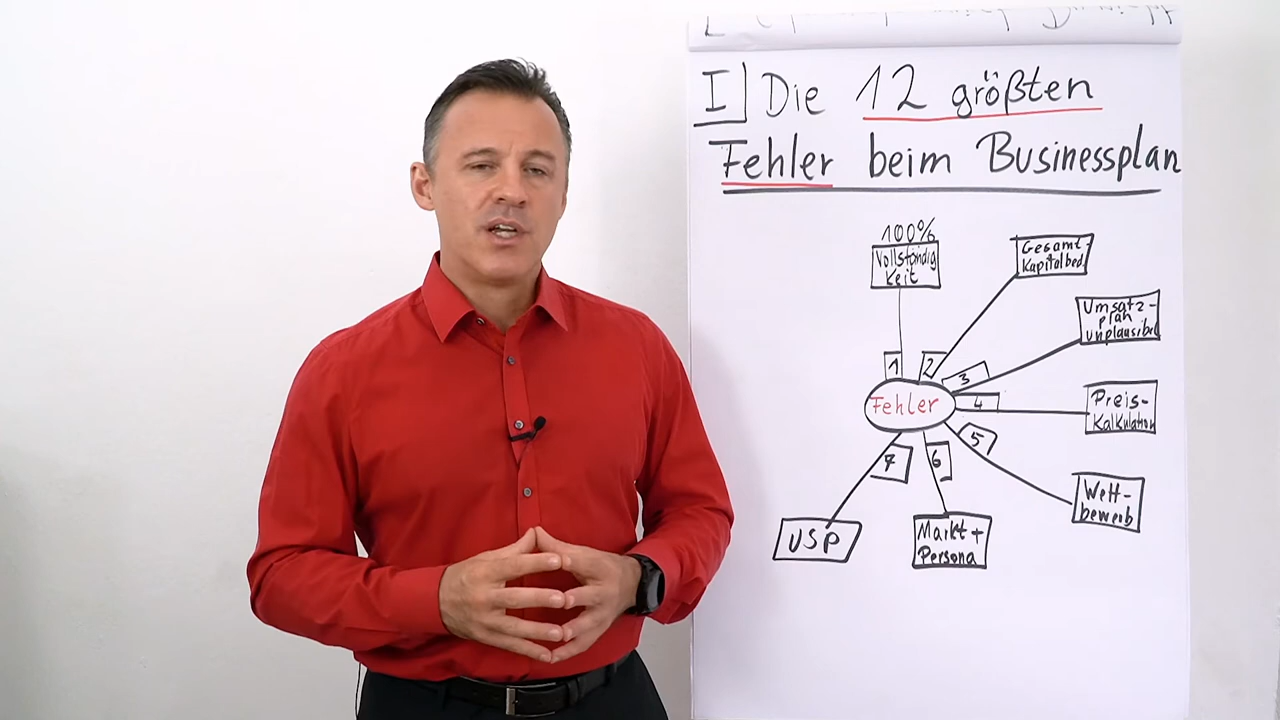 I Die 12 größten
Fehler beim Businessplan
100%
Vollständig
keit
Gesamt-
Kapitalbed.
Umsatz-
plan
unplausibel
1
2
3
Fehler
4
Preis-
Kalkulation
5
6
7
Wett-
bewerb
USP
Markt +
Persona